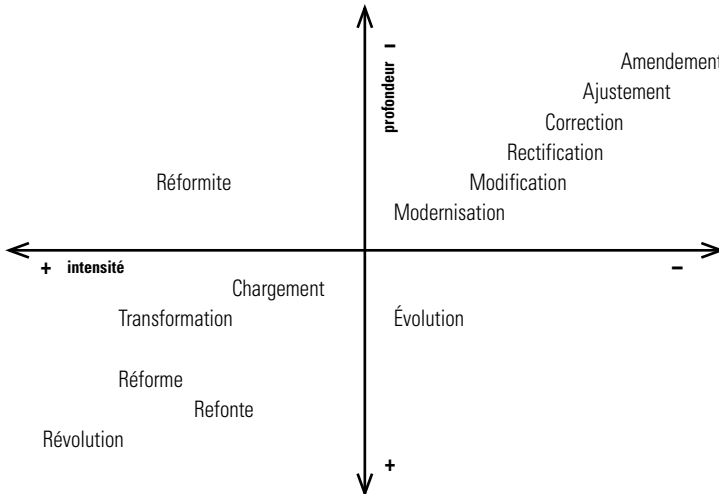 Amendement
Ajustement
Correction
Rectification
Réformite
Modification
Modernisation
profondeur –
+ intensité –
Chargement
Transformation
Évolution
Réforme
Refonte
Révolution
+